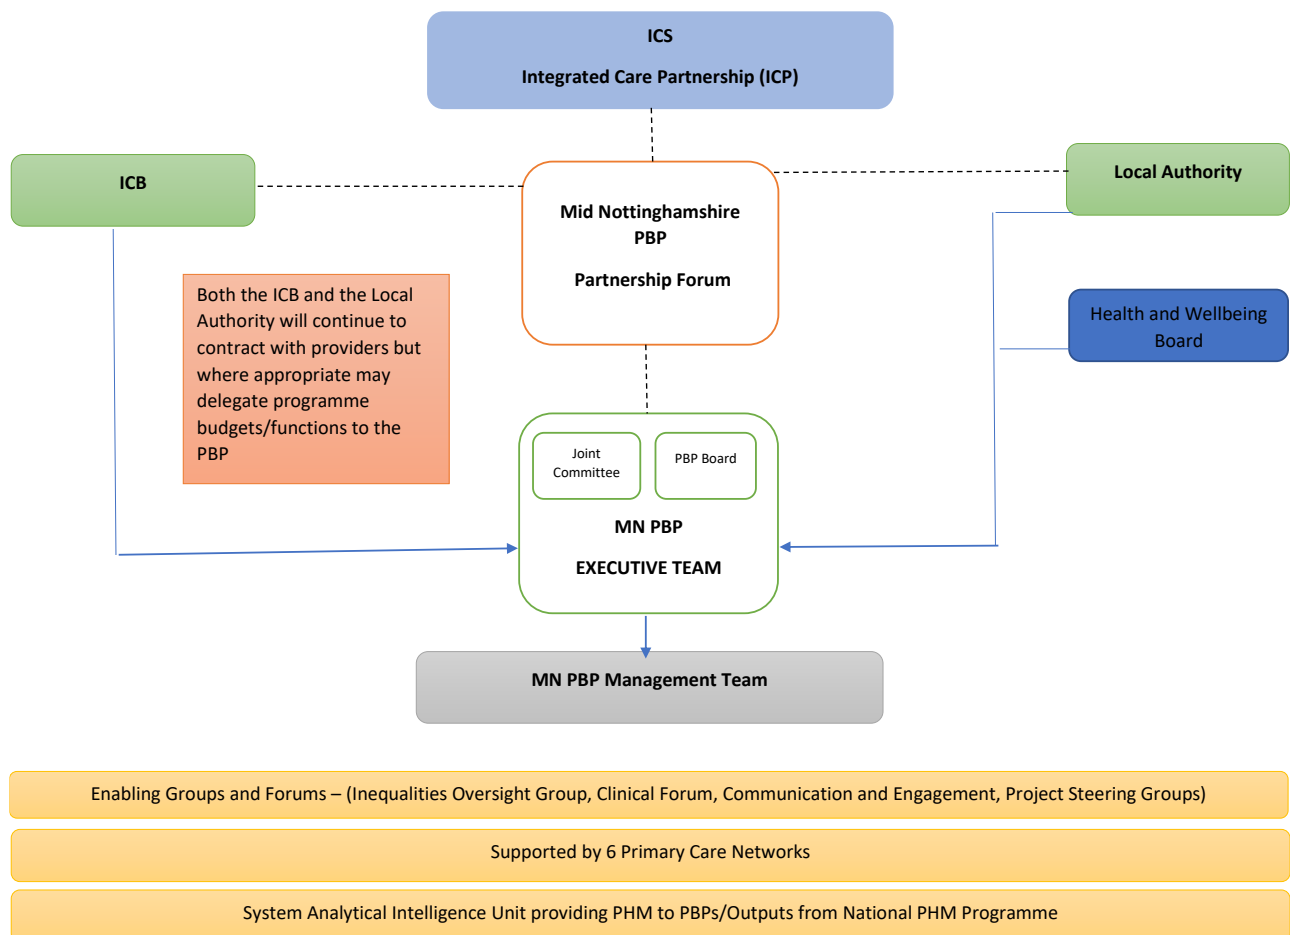 ICS
Integrated Care Partnership (ICP)
ICB
Mid Nottinghamshire
PBP
Partnership Forum
Local Authority
Both the ICB and the Local
Authority will continue to
contract with providers but
where appropriate may
delegate programme
budgets/functions to the
PBP
Health and Wellbeing
Board
Joint
Committee
PBP Board
MN PBP
EXECUTIVE TEAM
MN PBP Management Team
Enabling Groups and Forums – (Inequalities Oversight Group, Clinical Forum, Communication and Engagement, Project Steering Groups)
Supported by 6 Primary Care Networks
System Analytical Intelligence Unit providing PHM to PBPs/Outputs from National PHM Programme